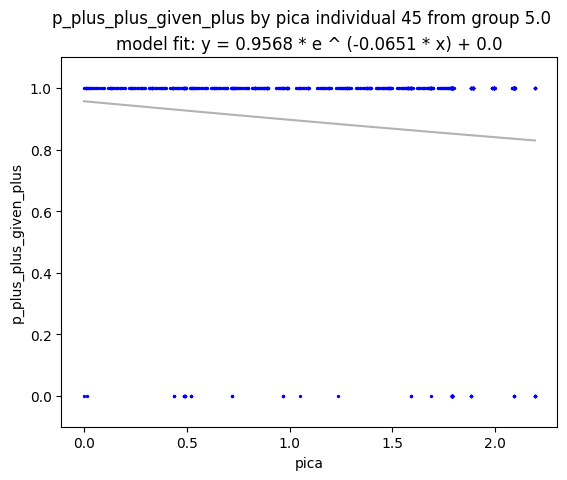 p_plus_plus_given_plus by pica individual 45 from group 5.0
model fit: y = 0.9568 * e ^ (-0.0651 * x) + 0.0
1.0
0.8
0.6
0.4
0.2
0.0
p_plus_plus_given_plus
0.0 0.5 1.0 1.5 2.0
pica